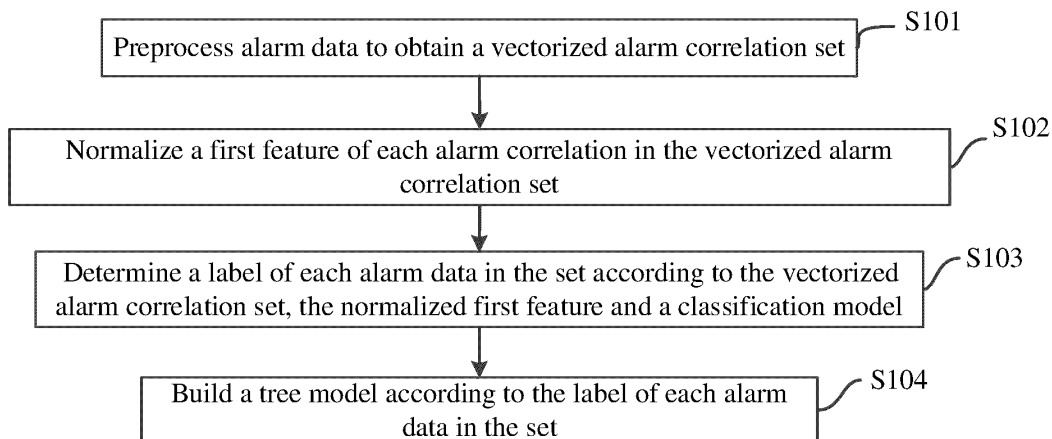 S101
Preprocess alarm data to obtain a vectorized alarm correlation set
S102
Normalize a first feature of each alarm correlation in the vectorized alarm
correlation set
S103
Determine a label of each alarm data in the set according to the vectorized
alarm correlation set, the normalized first feature and a classification model
S104
Build a tree model according to the label of each alarm
data in the set